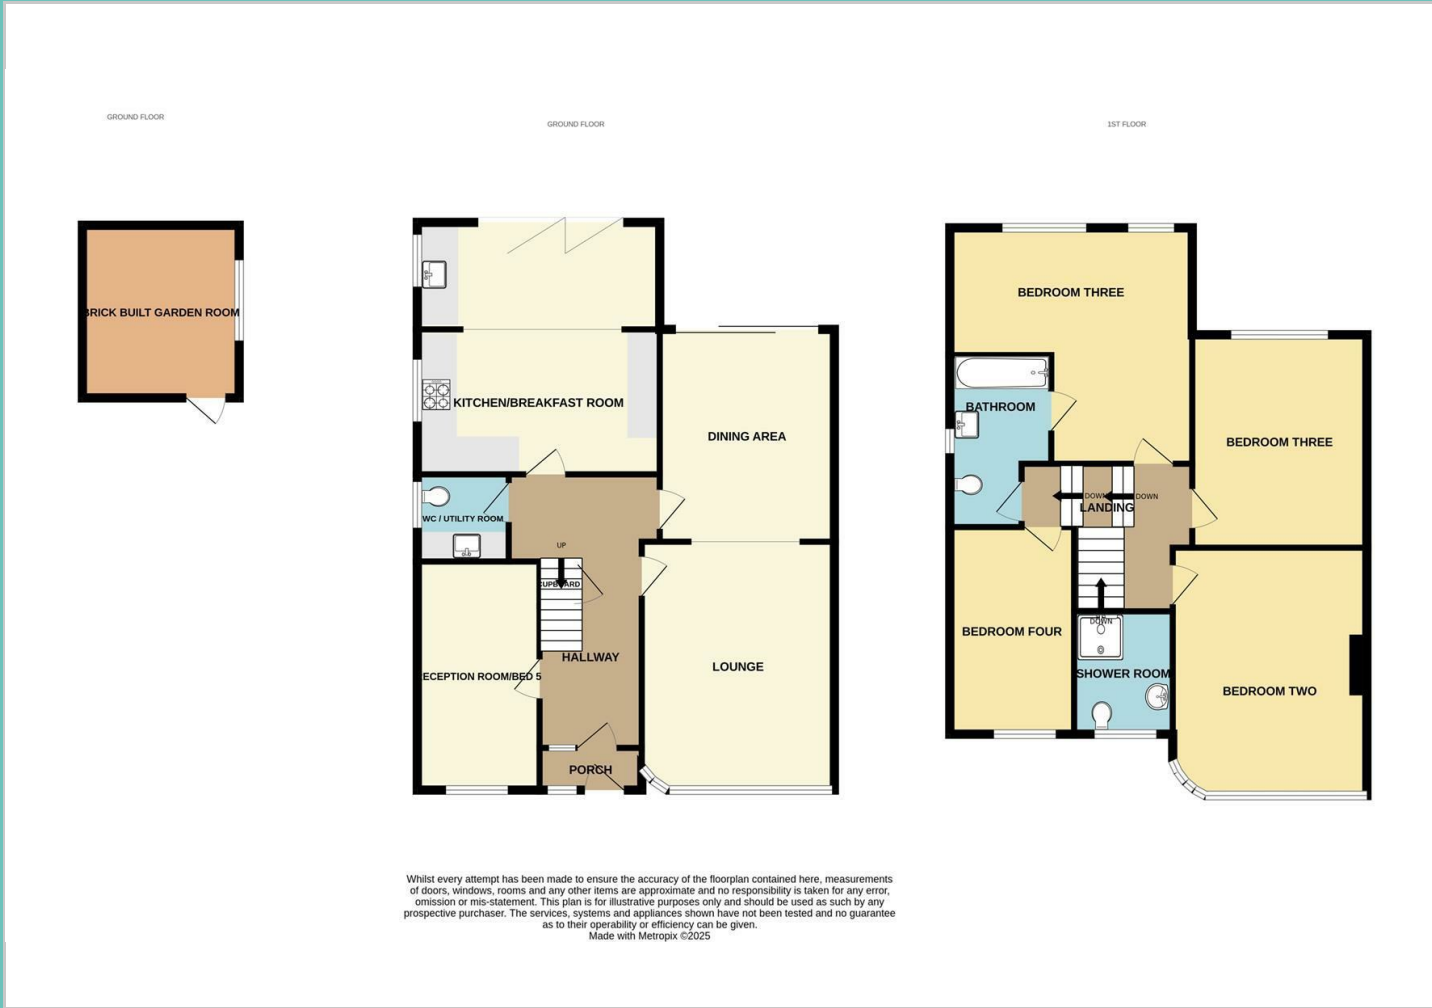 GROUND FLOOR
BRICK BUILT GARDEN ROOM
GROUND FLOOR
KITCHEN/BREAKFAST ROOM
DINING AREA
WC / UTILITY ROOM
UP
CUPBOARD
HALLWAY
LOUNGE
RECEPTION ROOM/BED 5
PORCH
1ST FLOOR
BEDROOM THREE
BATHROOM
BEDROOM THREE
DOWN
DOWN
LANDING
BEDROOM FOUR
DOWN
SHOWER ROOM
BEDROOM TWO
Whilst every attempt has been made to ensure the accuracy of the floorplan contained here, measurements
of doors, windows, rooms and any other items are approximate and no responsibility is taken for any error,
omission or mis-statement. This plan is for illustrative purposes only and should be used as such by any
prospective purchaser. The services, systems and appliances shown have not been tested and no guarantee
as to their operability or efficiency can be given.
Made with Metropix ©2025